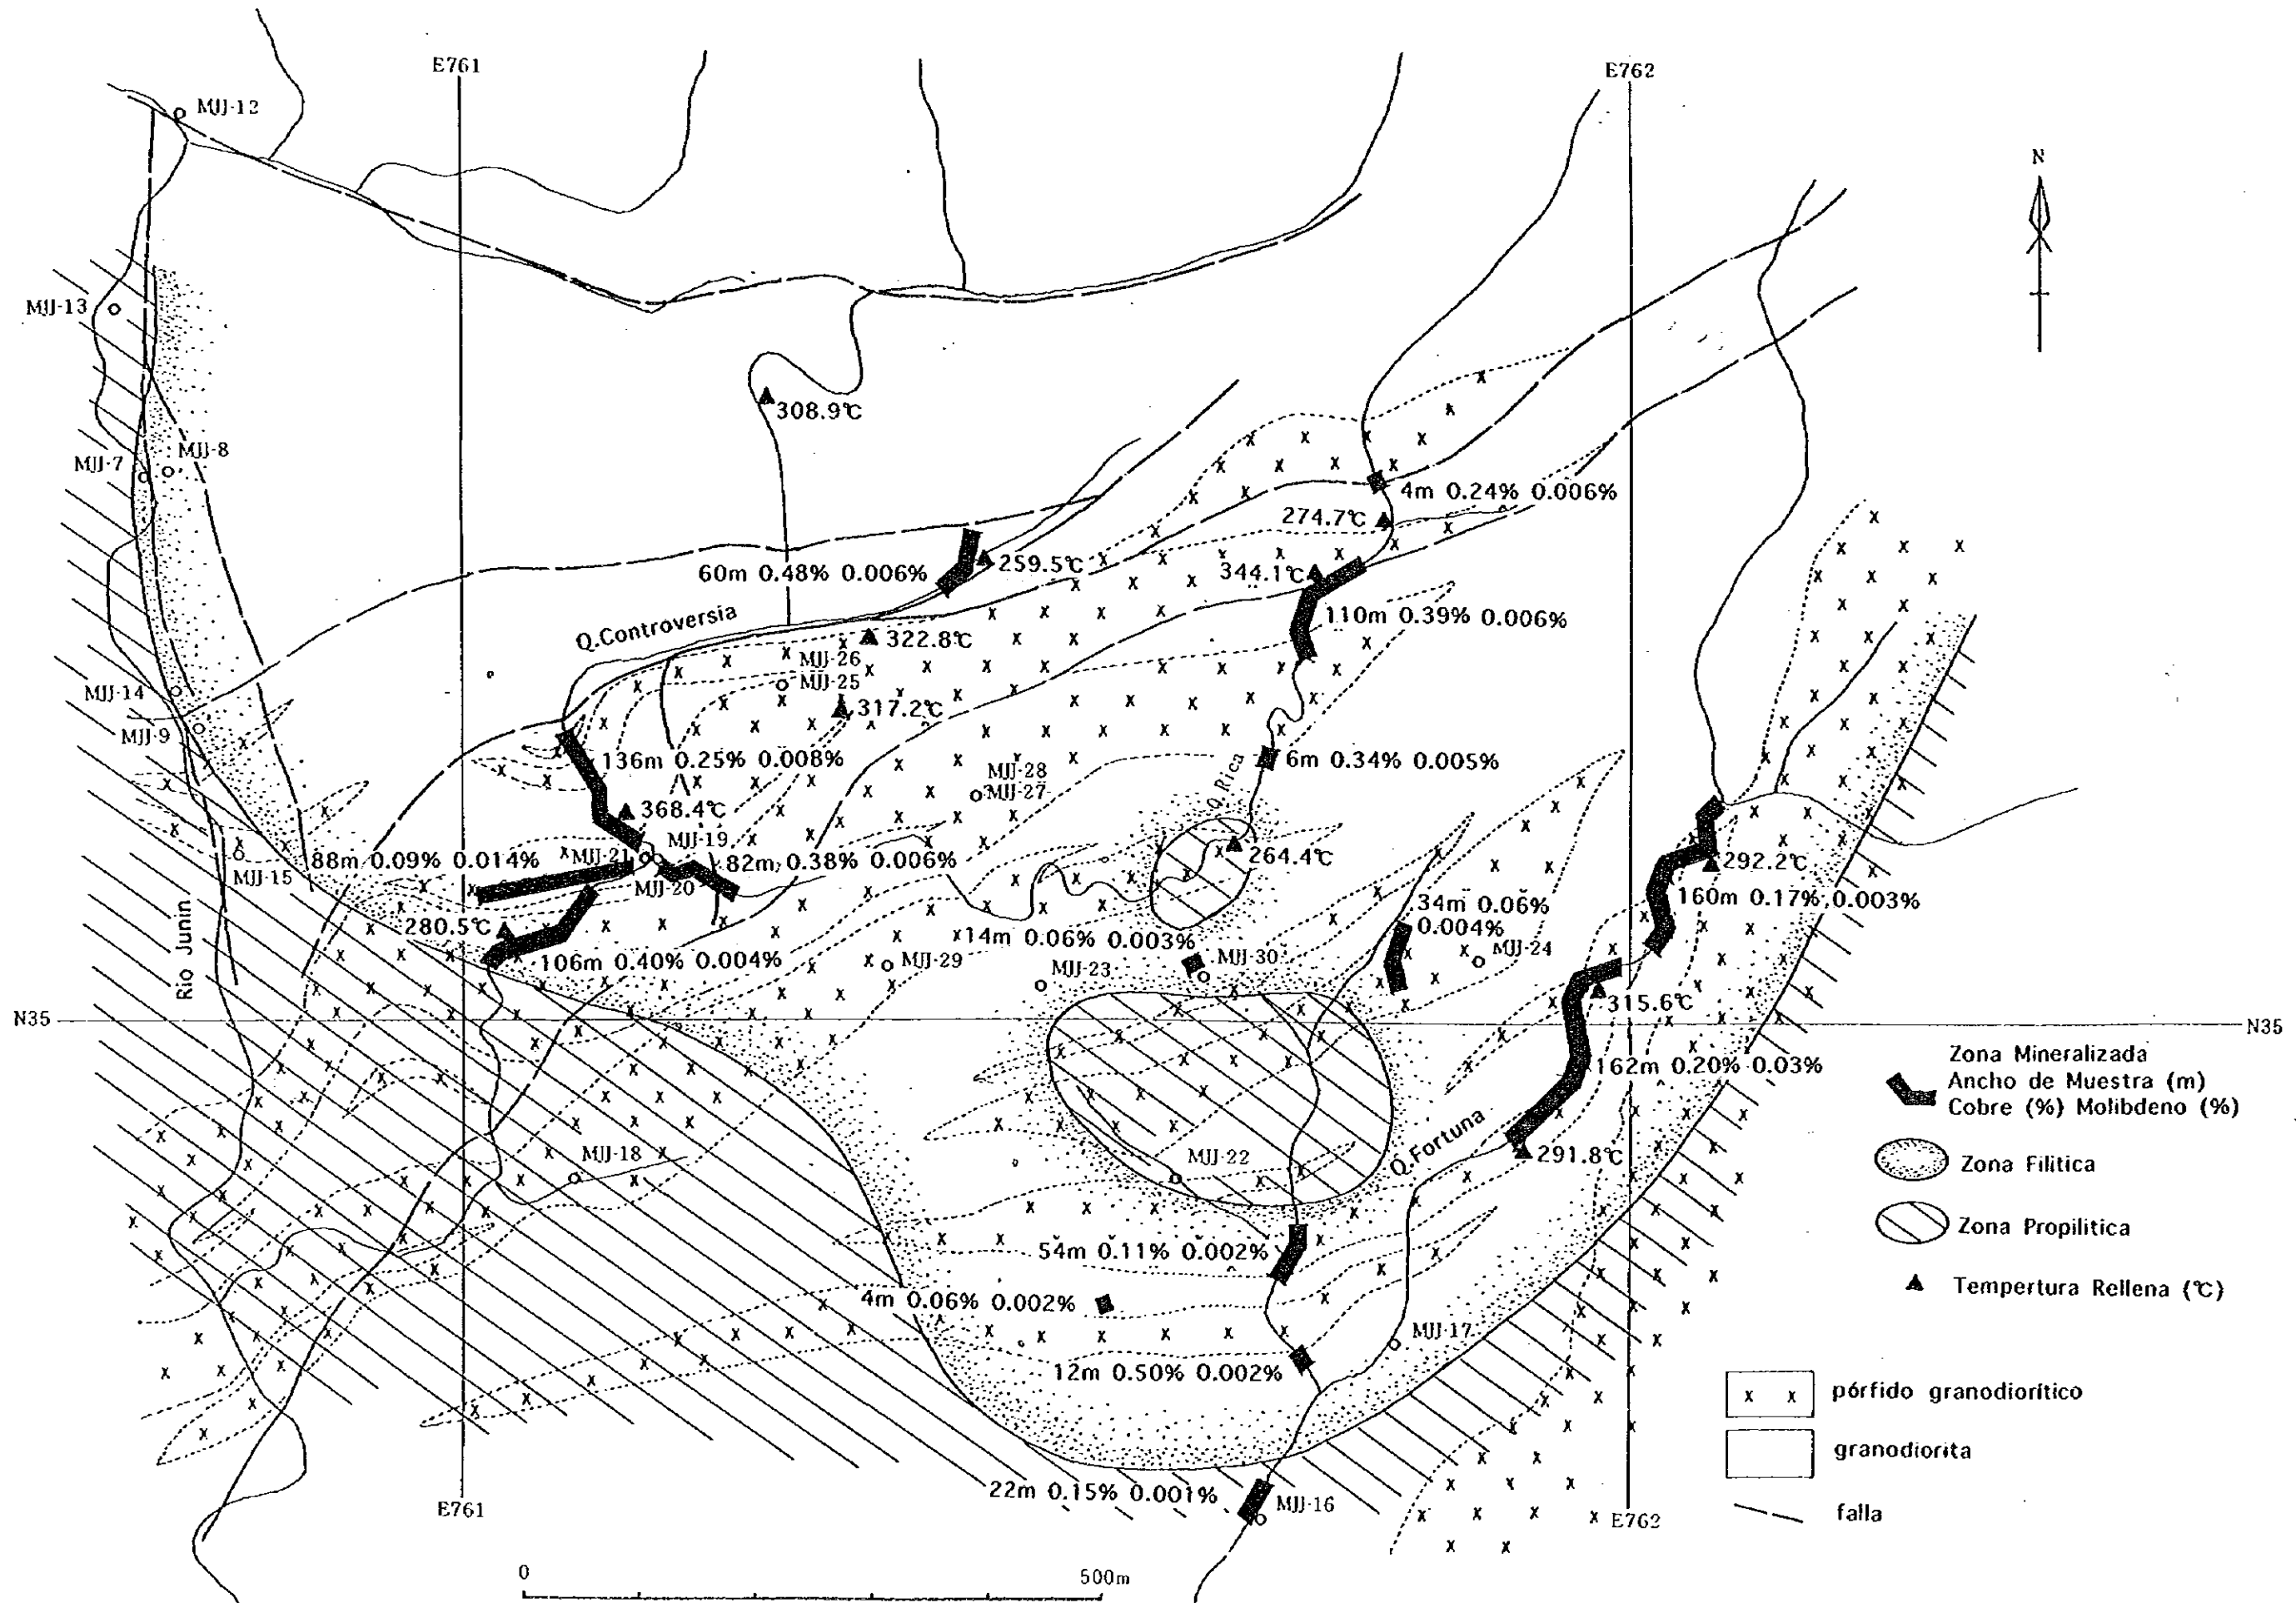 E761
E762
MJJ-12
N
MJJ-13
308.9℃
MJJ-7
MJJ-8
4m 0.24% 0.006%
274.7℃
259.5℃
60m 0.48% 0.006%
344.1℃
110m 0.39% 0.006%
Q.Controversia
322.8℃
MJJ-26
MJJ-25
317.2℃
MJJ-14
MJJ-9
136m 0.25% 0.008%
MJJ-28
MJJ-27
Q.Rica
6m 0.34% 0.005%
368.4℃
MJJ-19
88m 0.09% 0.014%
MJJ-21
82m 0.38% 0.006%
264.4℃
292.2℃
MJJ-15
MJJ-20
160m 0.17% 0.003%
34m 0.06%
0.004%
Rio Junin
280.5℃
14m 0.06% 0.003%
106m 0.40% 0.004%
MJJ-29
MJJ-23
MJJ-30
MJJ-24
315.6℃
N35
N35
162m 0.20% 0.03%
Zona Mineralizada
Ancho de Muestra (m)
Cobre (%) Molibdeno (%)
Q.Fortuna
MJJ-18
MJJ-22
291.8℃
Zona Filitica
Zona Propilitica
54m 0.11% 0.002%
4m 0.06% 0.002%
Tempertura Rellena (℃)
MJJ-17
12m 0.50% 0.002%
x x
pórfido granodiorítico
granodiorita
22m 0.15% 0.001%
MJJ-16
E761
E762
falla
0
500m